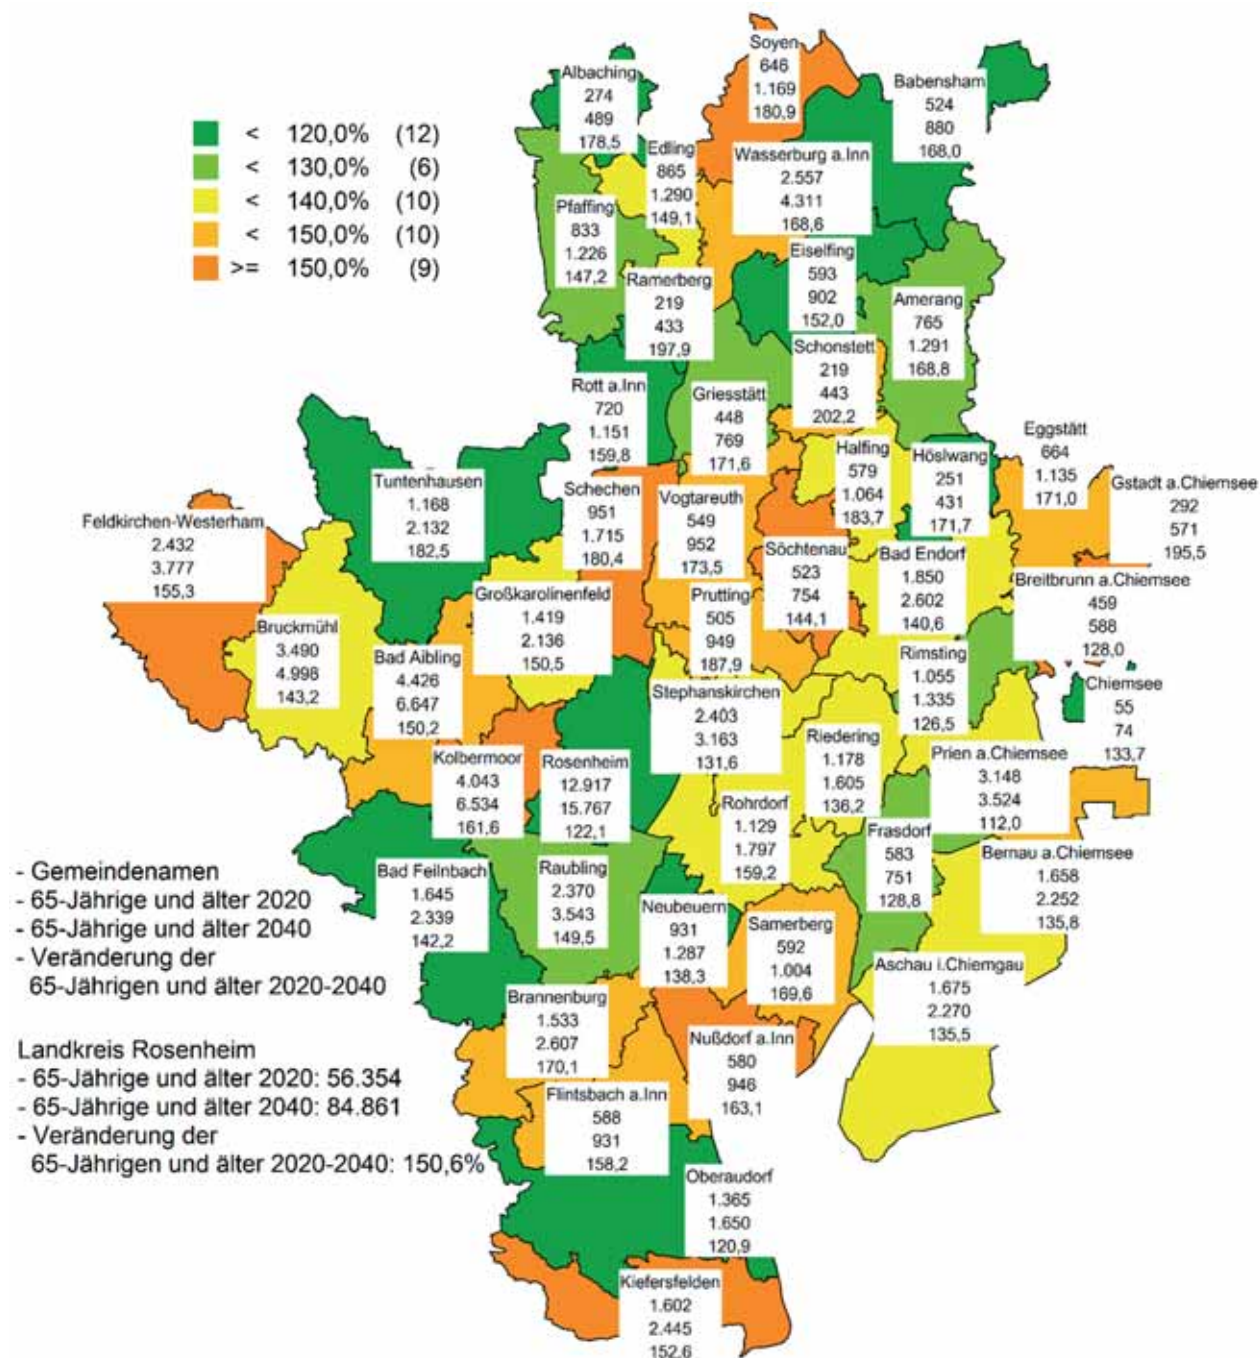 Soyen
646
1.169
180,9
Albaching
274
489
178,5
Babensham
524
880
168,0
< 120,0% (12)
< 130,0% (6)
< 140,0% (10)
< 150,0% (10)
>= 150,0% (9)
Edling
865
1.290
149,1
Wasserburg a.Inn
2.557
4.311
168,6
Pfaffing
833
1.226
147,2
Eiselfing
593
902
152,0
Ramerberg
219
433
197,9
Amerang
765
1.291
168,8
Schonstett
219
443
202,2
Rott a.Inn
720
1.151
159,8
Griesstätt
448
769
171,6
Eggstätt
664
1.135
171,0
Halfing
579
1.064
183,7
Höslwang
251
431
171,7
Gstadt a.Chiemsee
292
571
195,5
Tuntenhausen
1.168
2.132
182,5
Schechen
951
1.715
180,4
Vogtareuth
549
952
173,5
Feldkirchen-Westerham
2.432
3.777
155,3
Söchtenau
523
754
144,1
Bad Endorf
1.850
2.602
140,6
Breitbrunn a.Chiemsee
459
588
128,0
Großkarolinenfeld
1.419
2.136
150,5
Prutting
505
949
187,9
Bruckmühl
3.490
4.998
143,2
Bad Aibling
4.426
6.647
150,2
Rimsting
1.055
1.335
126,5
Chiemsee
55
74
133,7
Stephanskirchen
2.403
3.163
131,6
Riedering
1.178
1.605
136,2
Prien a.Chiemsee
3.148
3.524
112,0
Kolbermoor
4.043
6.534
161,6
Rosenheim
12.917
15.767
122,1
Rohrdorf
1.129
1.797
159,2
Frasdorf
583
751
128,8
Bernau a.Chiemsee
1.658
2.252
135,8
Bad Feilnbach
1.645
2.339
142,2
Raubling
2.370
3.543
149,5
Neubeuern
931
1.287
138,3
Samerberg
592
1.004
169,6
Aschau i.Chiemgau
1.675
2.270
135,5
- Gemeindenamen
- 65-Jährige und älter 2020
- 65-Jährige und älter 2040
- Veränderung der
65-Jährigen und älter 2020-2040
Brannenburg
1.533
2.607
170,1
Nußdorf a.Inn
580
946
163,1
Landkreis Rosenheim
- 65-Jährige und älter 2020: 56.354
- 65-Jährige und älter 2040: 84.861
- Veränderung der
65-Jährigen und älter 2020-2040: 150,6%
Flintsbach a.Inn
588
931
158,2
Oberaudorf
1.365
1.650
120,9
Kiefersfelden
1.602
2.445
152,6